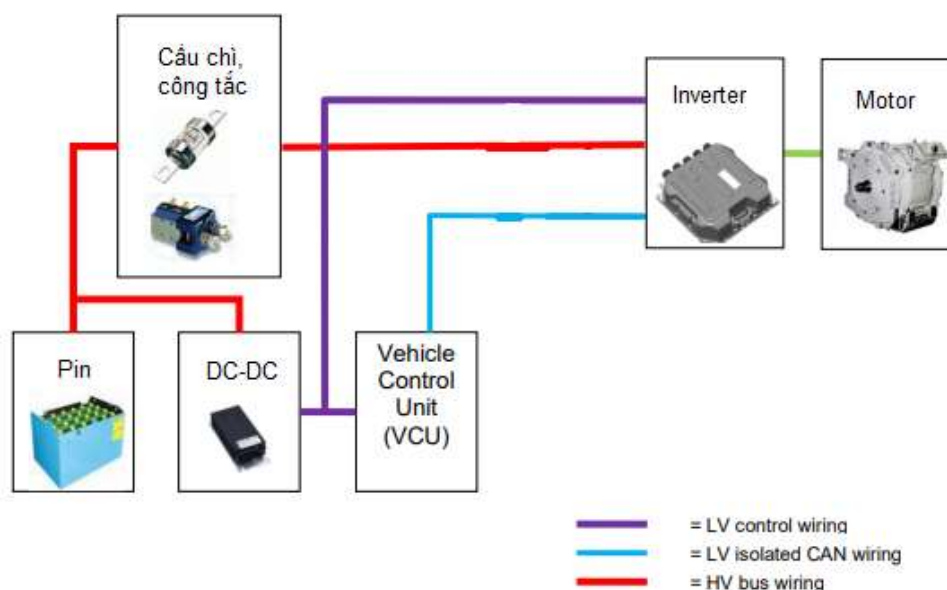 Cầu chì,
công tắc
Inverter
Motor
Pin
DC-DC
Vehicle
Control
Unit
(VCU)
= LV control wiring
= LV isolated CAN wiring
= HV bus wiring